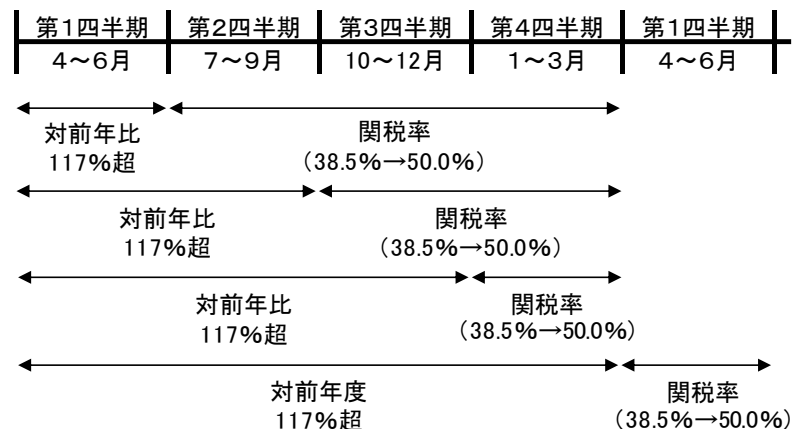 第1四半期 第2四半期 第3四半期 第4四半期 第1四半期
4～6月 7～9月 10～12月 1～3月 4～6月
対前年比 関税率
117%超 （38.5%→50.0%）
対前年比 関税率
117%超 （38.5%→50.0%）
対前年比 関税率
117%超 （38.5%→50.0%）
対前年度 関税率
117%超 （38.5%→50.0%）